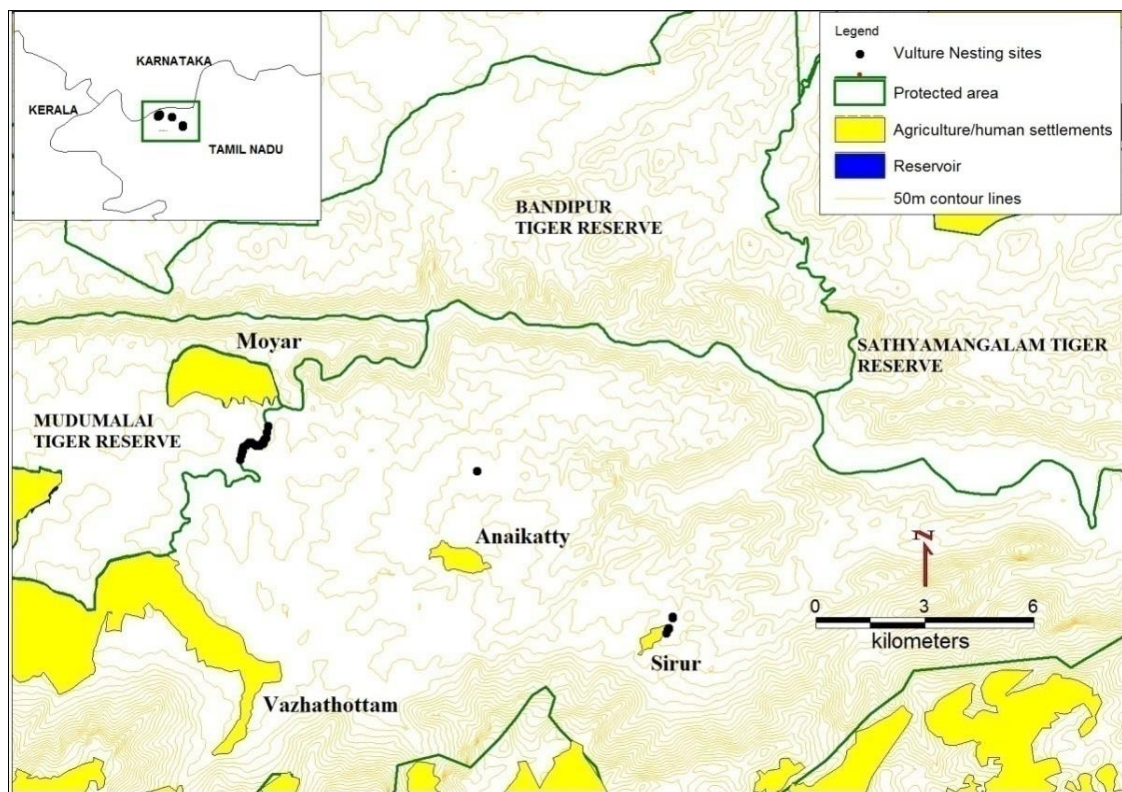 KARNATAKA
KERALA
TAMIL NADU
Legend
Vulture Nesting sites
Protected area
Agriculture/human settlements
Reservoir
50m contour lines
BANDIPUR
TIGER RESERVE
Moyar
SATHYAMANGALAM TIGER
RESERVE
MUDUMALAI
TIGER RESERVE
Anaikatty
N
0 3 6
kilometers
Sirur
Vazhathottam